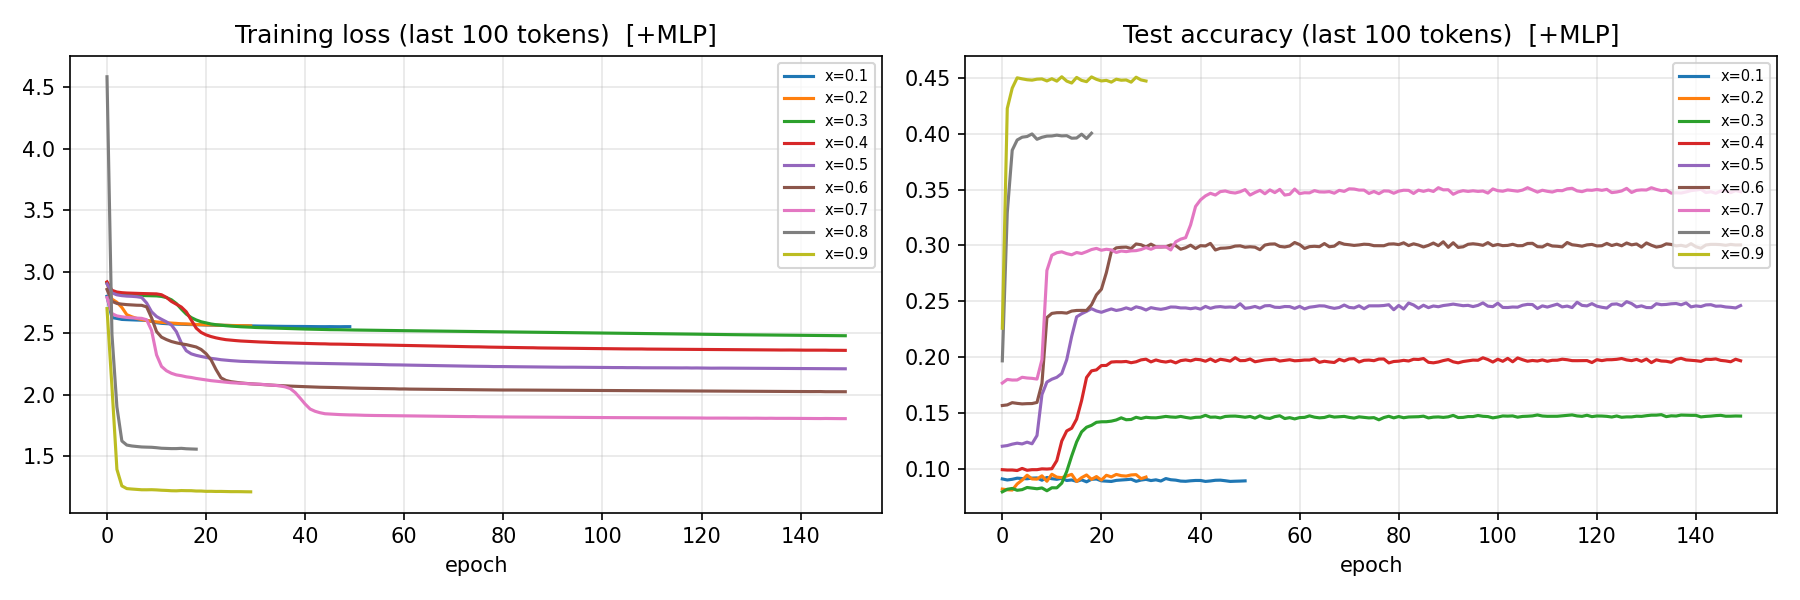 Training loss (last 100 tokens)  [+MLP]
4.5
4.0
3.5
3.0
2.5
2.0
1.5
0 20 40 60 80 100 120 140
epoch
x=0.1
x=0.2
x=0.3
x=0.4
x=0.5
x=0.6
x=0.7
x=0.8
x=0.9
Test accuracy (last 100 tokens)  [+MLP]
0.45
0.40
0.35
0.30
0.25
0.20
0.15
0.10
0 20 40 60 80 100 120 140
epoch
x=0.1
x=0.2
x=0.3
x=0.4
x=0.5
x=0.6
x=0.7
x=0.8
x=0.9